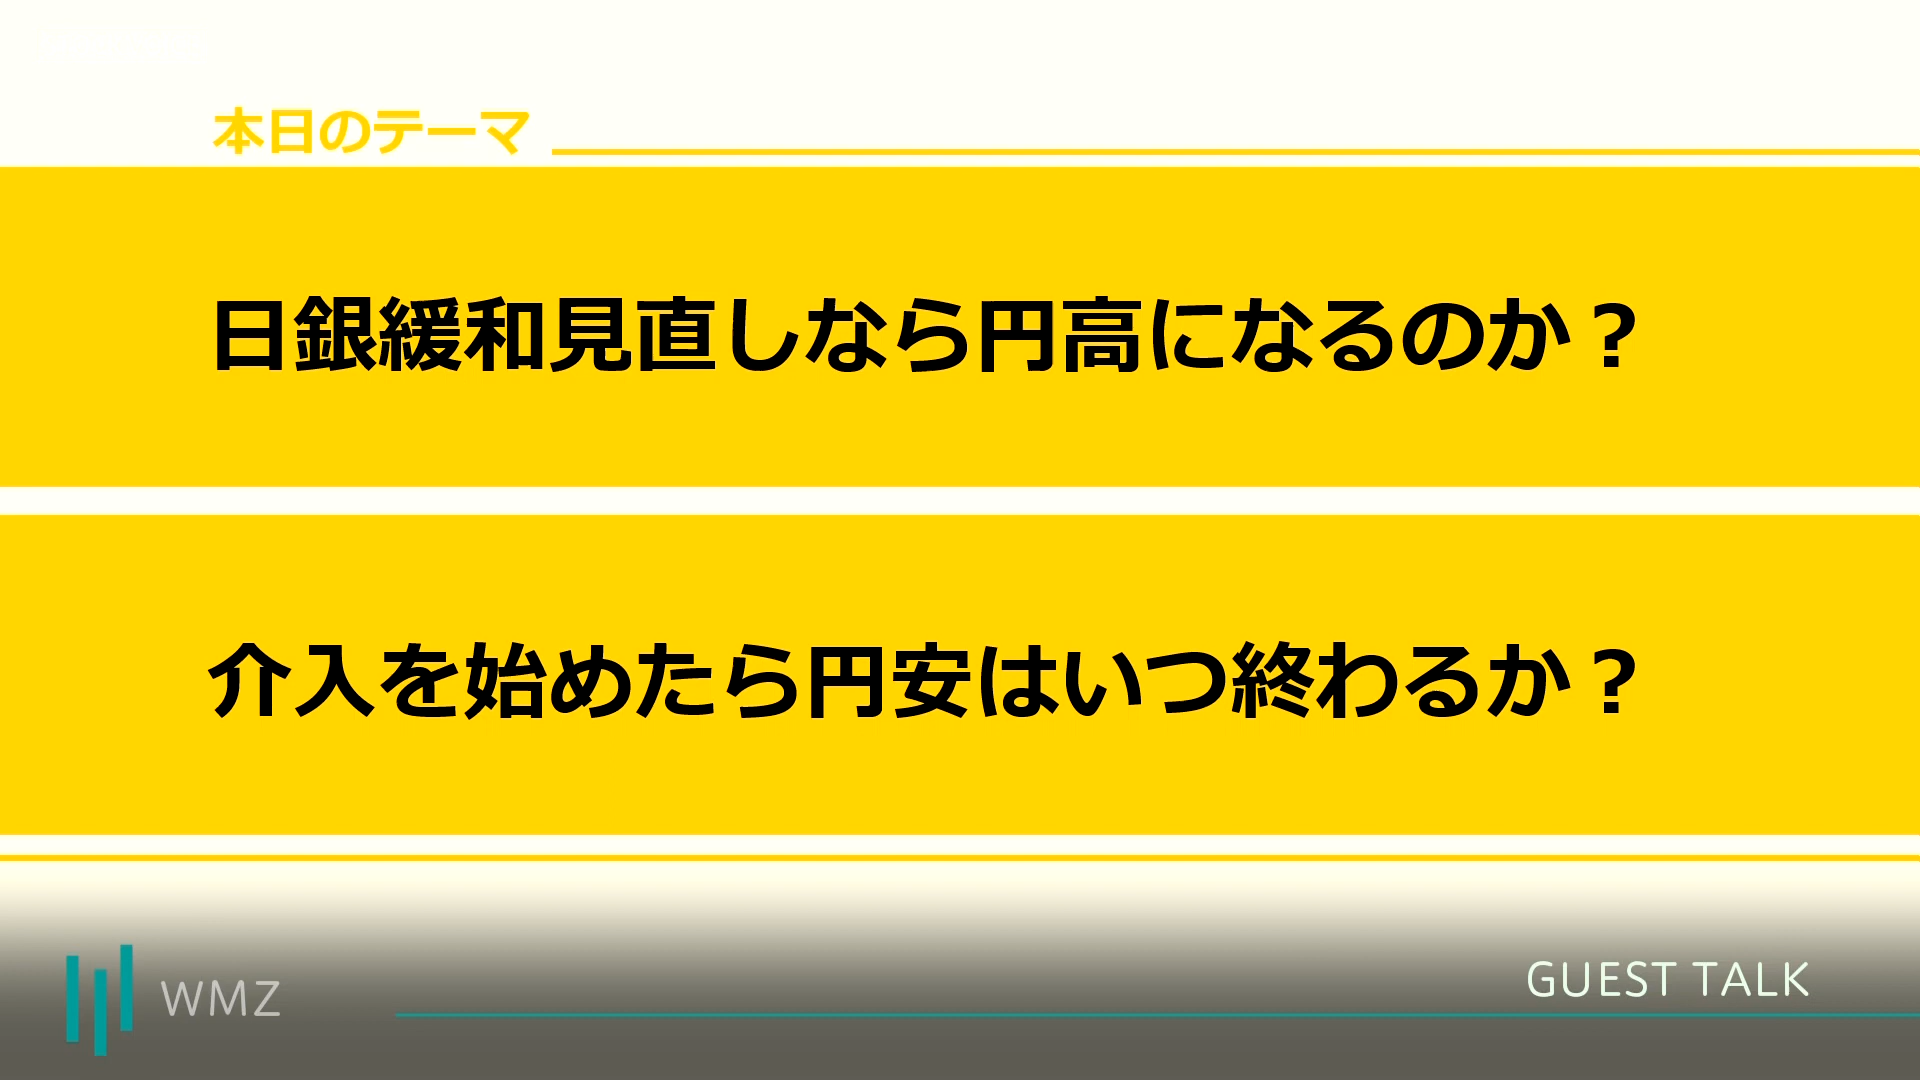 本日のテーマ
日銀緩和見直しなら円高になるのか？
介入を始めたら円安はいつ終わるか？
WMZ
GUEST TALK